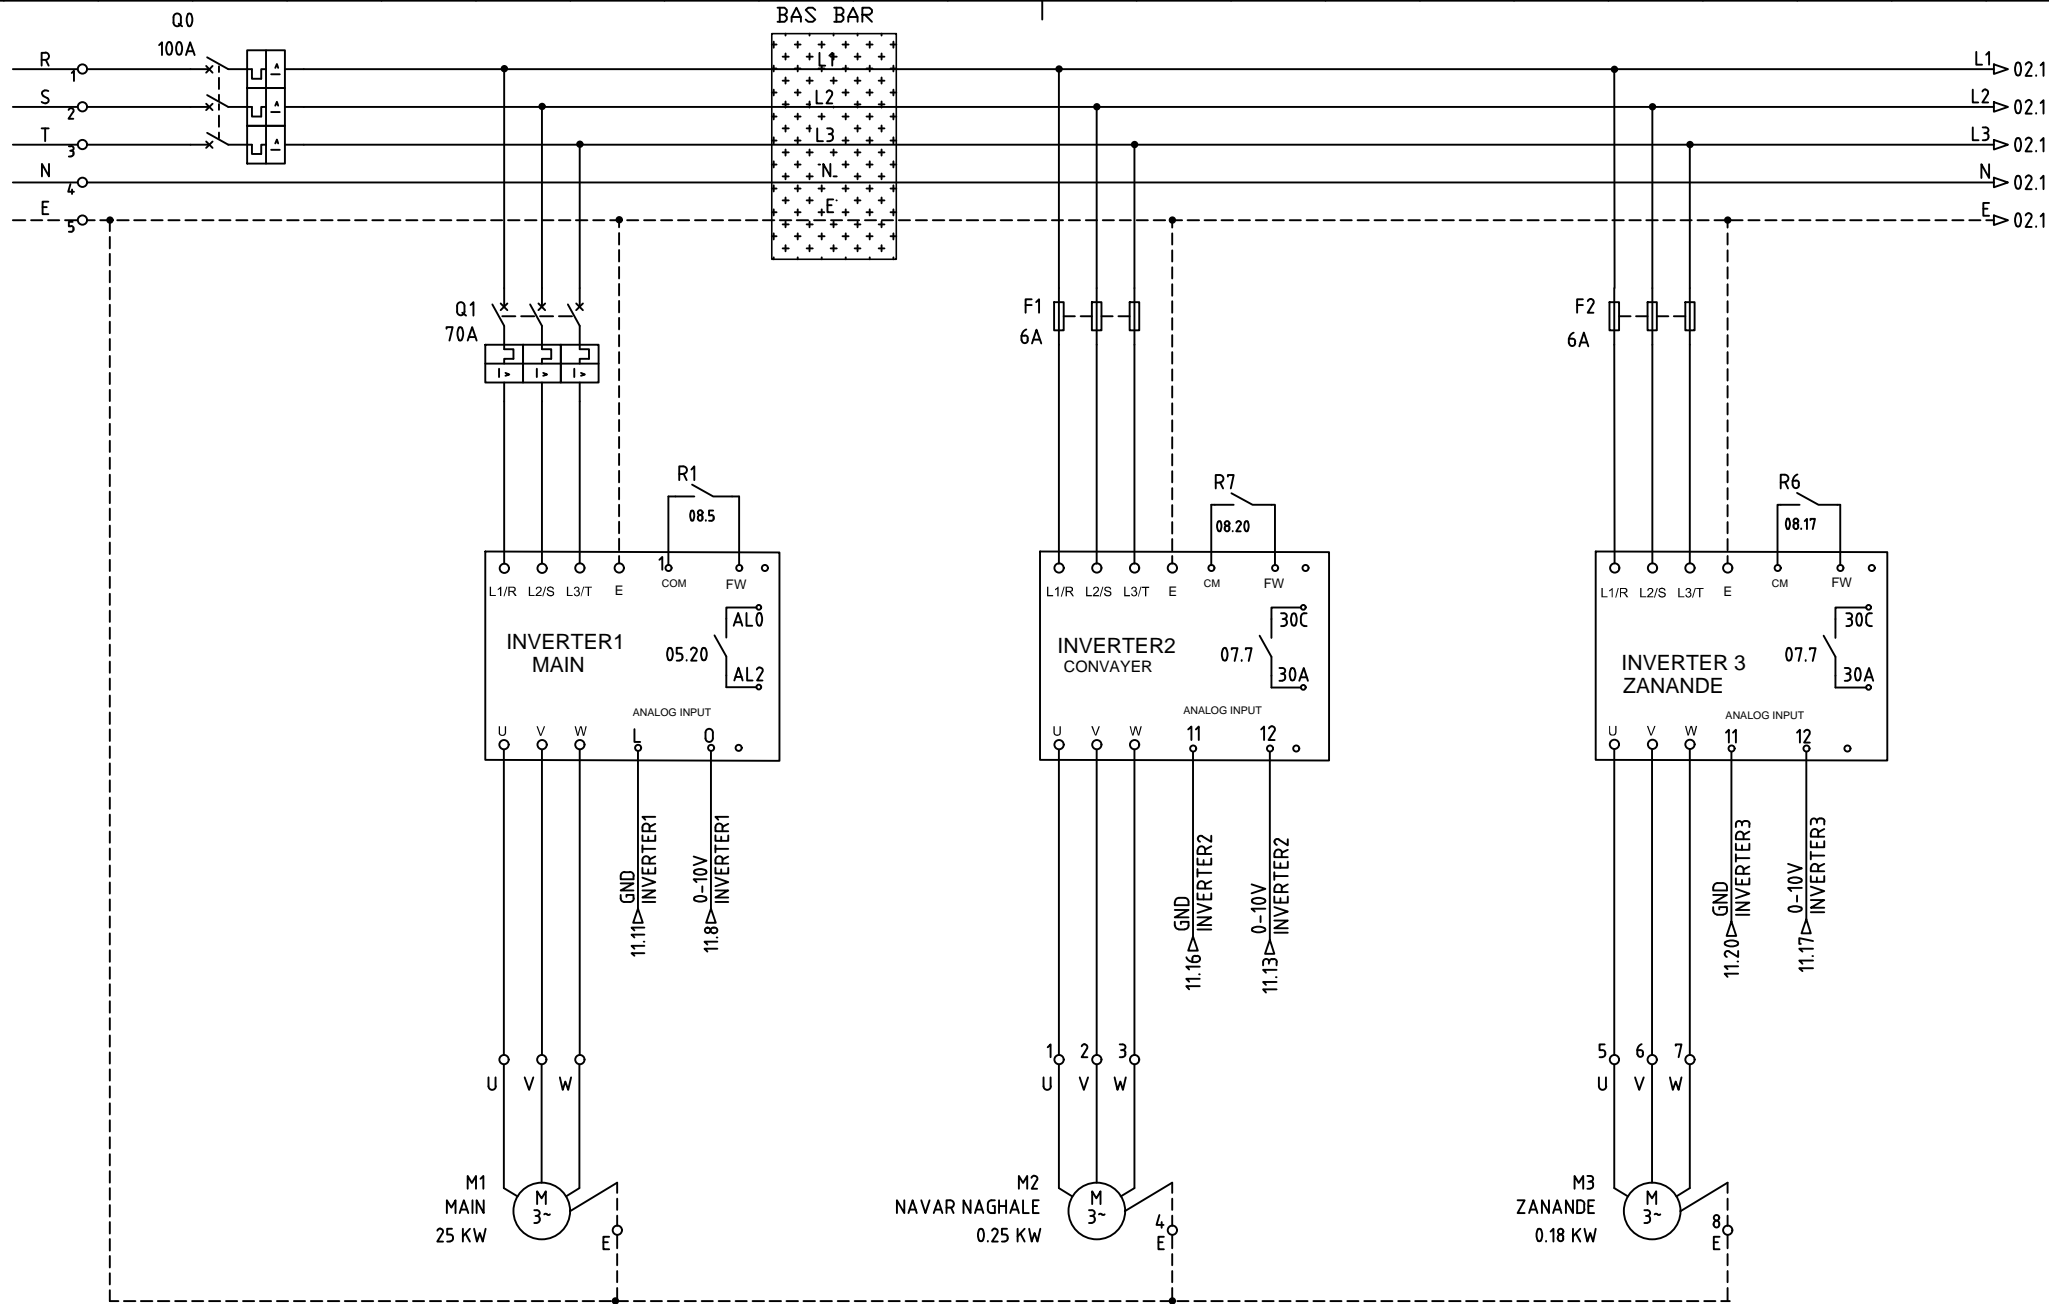 Q0
100A
BAS BAR
R 1
S 2
T 3
N 4
E 5
L1
L2
L3
N
E
L1 02.1
L2 02.1
L3 02.1
N 02.1
E 02.1
Q1
70A
I>
I>
I>
F1
6A
F2
6A
R1
08.5
R7
08.20
R6
08.17
1
L1/R L2/S L3/T E COM FW
INVERTER1
MAIN
05.20
AL0
AL2
ANALOG INPUT
U V W L O
L1/R L2/S L3/T E CM FW
INVERTER2
CONVAYER
07.7
30C
30A
ANALOG INPUT
U V W 11 12
L1/R L2/S L3/T E CM FW
INVERTER 3
ZANANDE
07.7
30C
30A
ANALOG INPUT
U V W 11 12
11.11 GND
INVERTER1
11.8 0-10V
INVERTER1
11.16 GND
INVERTER2
11.13 0-10V
INVERTER2
11.20 GND
INVERTER3
11.17 0-10V
INVERTER3
U V W
1 2 3
U V W
5 6 7
U V W
M1
MAIN
25 KW
M
3~
E
M2
NAVAR NAGHALE
0.25 KW
M
3~
4
E
M3
ZANANDE
0.18 KW
M
3~
8
E